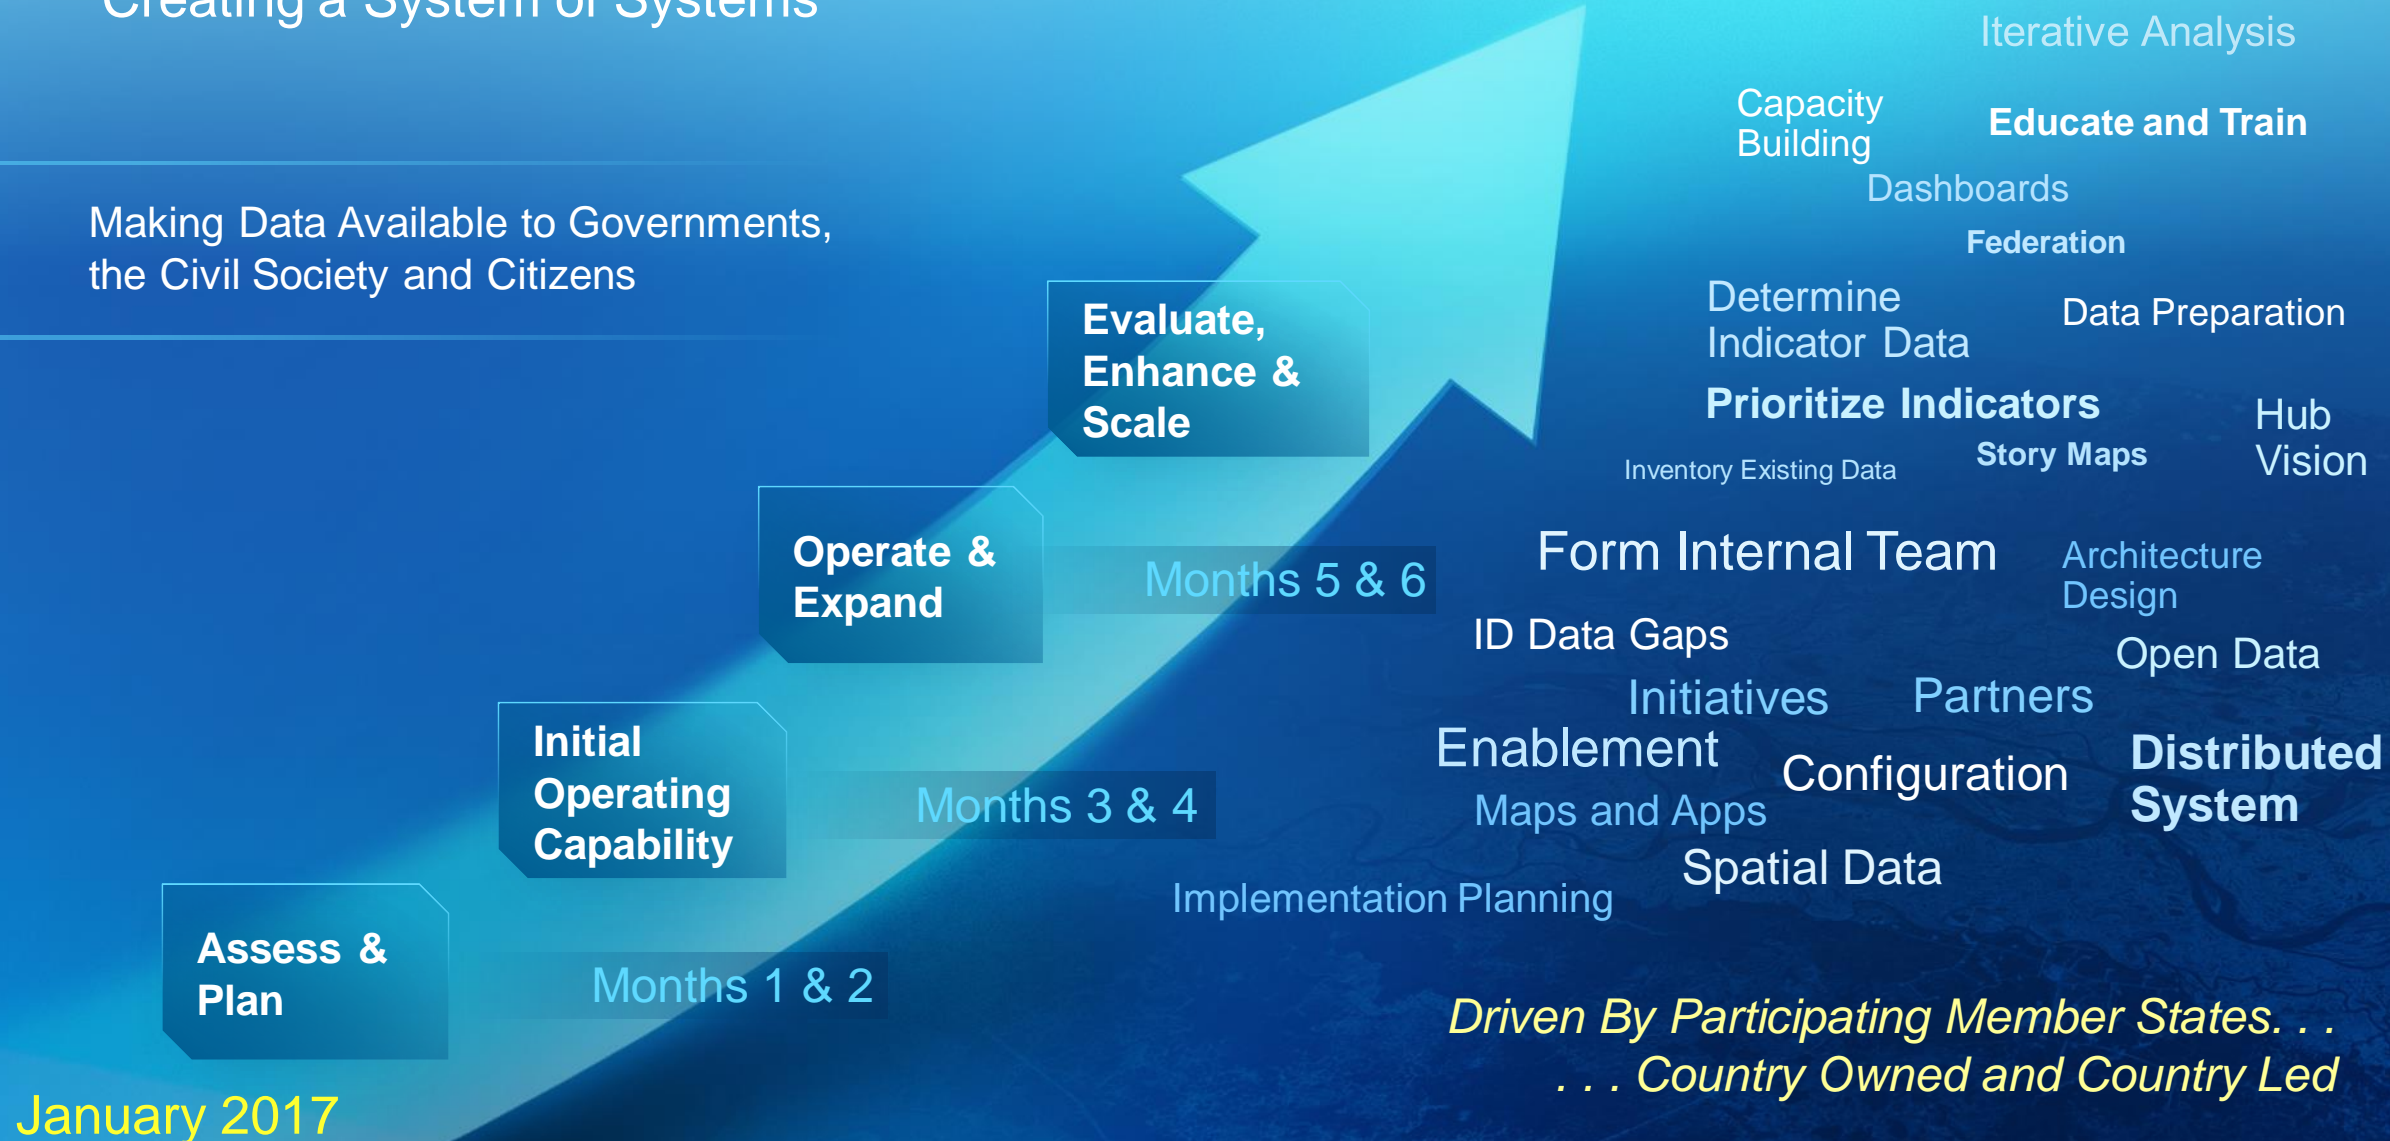 Creating a System of Systems
Making Data Available to Governments,
the Civil Society and Citizens
Evaluate,
Enhance &
Scale
Operate &
Expand
Months 5 & 6
Initial
Operating
Capability
Months 3 & 4
Assess &
Plan
Months 1 & 2
January 2017
Iterative Analysis
Capacity
Building
Educate and Train
Dashboards
Federation
Determine
Indicator Data
Data Preparation
Prioritize Indicators
Hub
Vision
Story Maps
Inventory Existing Data
Form Internal Team
Architecture
Design
ID Data Gaps
Open Data
Initiatives
Partners
Enablement
Configuration
Distributed
System
Maps and Apps
Spatial Data
Implementation Planning
Driven By Participating Member States. . .
. . . Country Owned and Country Led